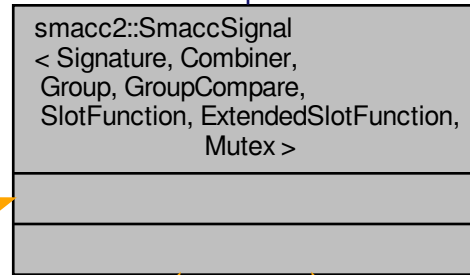 smacc2::SmaccSignal
< Signature, Combiner,
Group, GroupCompare,
SlotFunction, ExtendedSlotFunction,
Mutex >